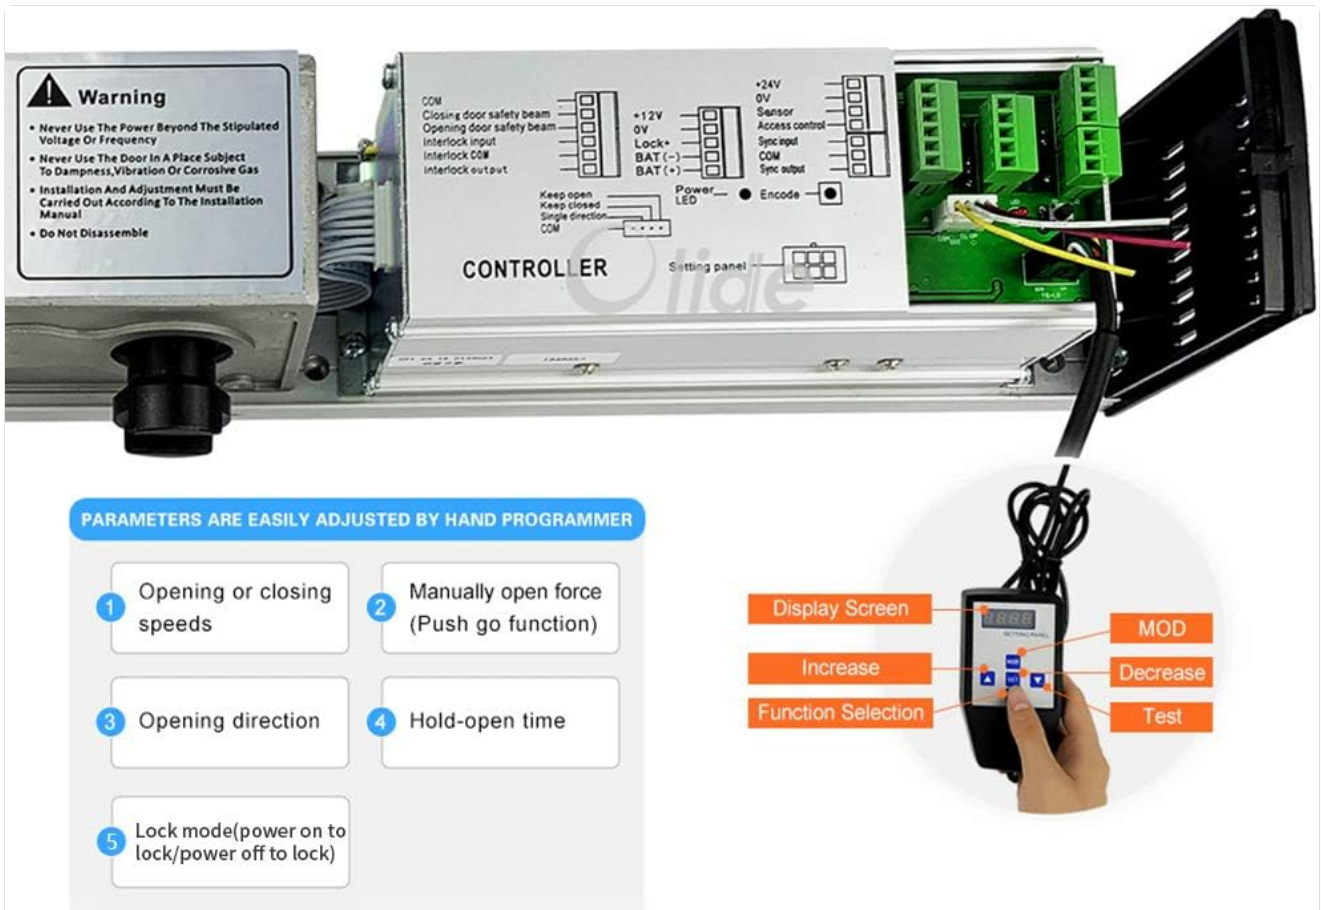 Warning
• Never Use The Power Beyond The Stipulated
Voltage Or Frequency
• Never Use The Door In A Place Subject
To Dampness,Vibration Or Corrosive Gas
• Installation And Adjustment Must Be
Carried Out According To The Installation
Manual
• Do Not Disassemble
COM
Closing door safety beam
Opening door safety beam
Interlock input
Interlock COM
Interlock output
+12V
0V
Lock+
BAT(-)
BAT(+)
+24V
0V
Sensor
Access control
Sync input
COM
Sync output
Keep open
Keep closed
Single direction
COM
Power
LED
Encode
Setting panel
CONTROLLER
Olide
PARAMETERS ARE EASILY ADJUSTED BY HAND PROGRAMMER
1 Opening or closing
speeds
2 Manually open force
(Push go function)
3 Opening direction
4 Hold-open time
5 Lock mode(power on to
lock/power off to lock)
Display Screen
Increase
Function Selection
MOD
Decrease
Test
8888
SETTING PANEL
SET